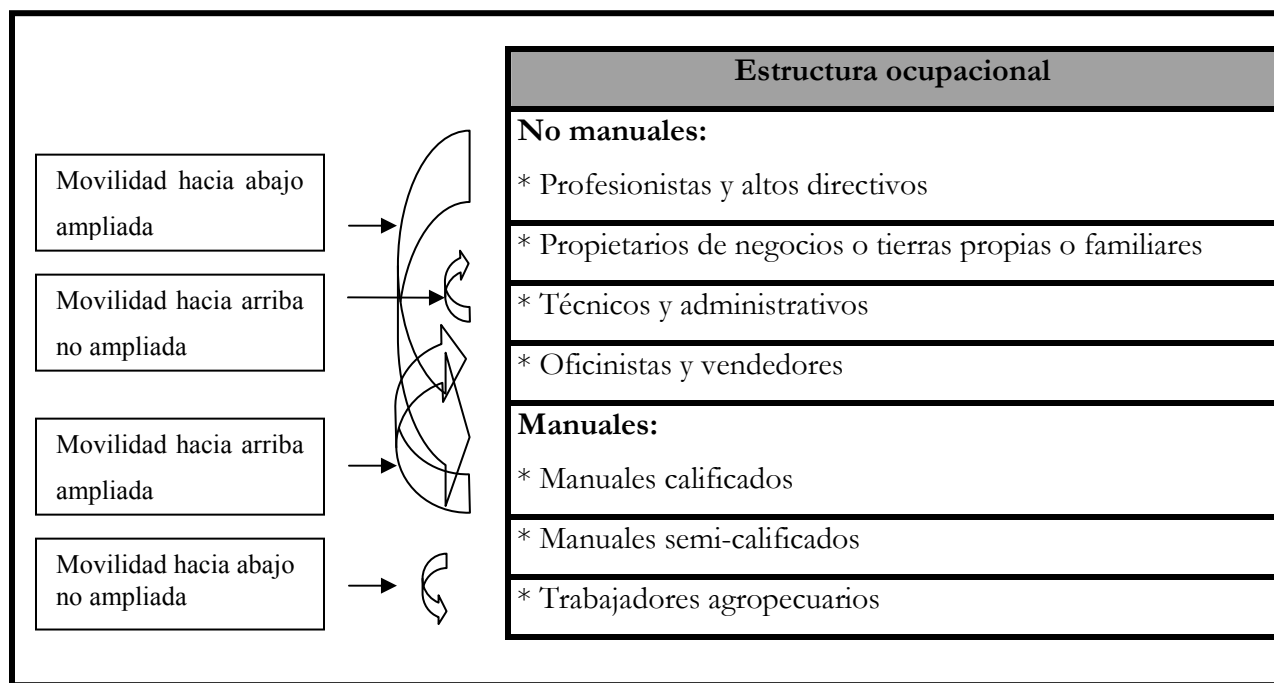 Estructura ocupacional
No manuales:
* Profesionistas y altos directivos
* Propietarios de negocios o tierras propias o familiares
* Técnicos y administrativos
* Oficinistas y vendedores
Manuales:
* Manuales calificados
* Manuales semi-calificados
* Trabajadores agropecuarios
Movilidad hacia abajo
ampliada
Movilidad hacia arriba
no ampliada
Movilidad hacia arriba
ampliada
Movilidad hacia abajo
no ampliada